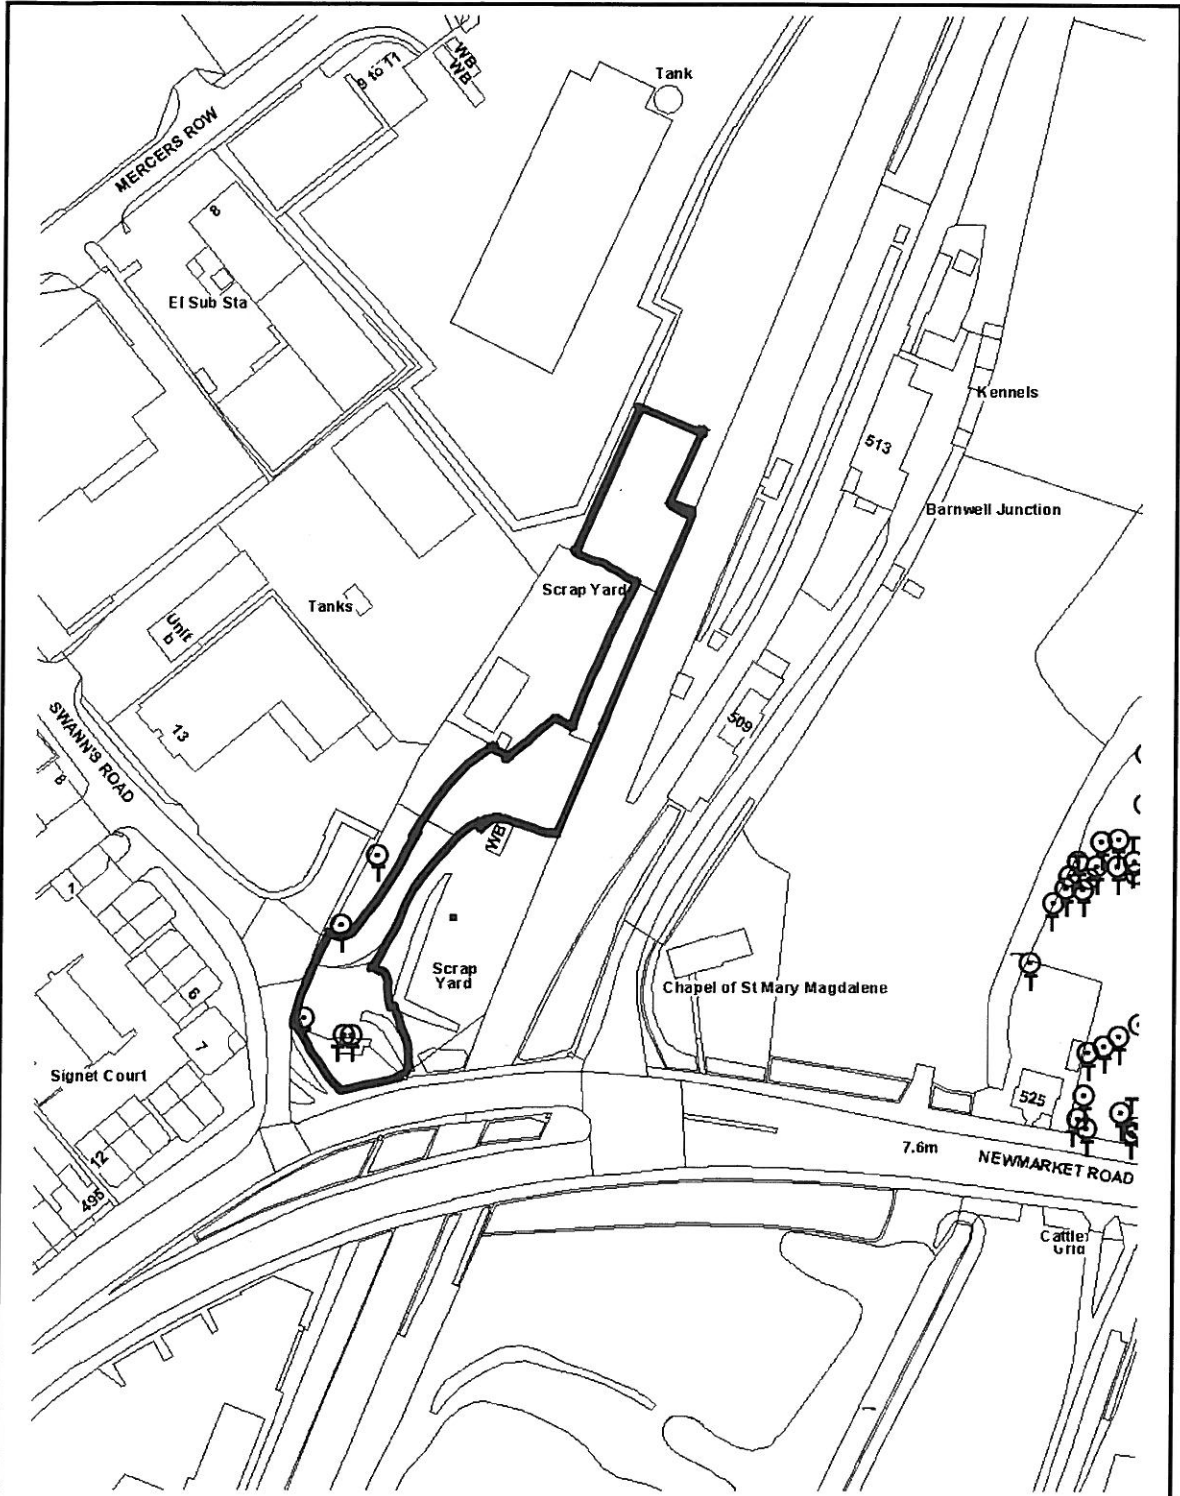 WB
WB
9 to 11
Tank
MERCERS ROW
8
El Sub Sta
Kennels
513
Barnwell Junction
Scrap Yard
Tanks
Unit
b
SWANN'S ROAD
13
509
8
WB
1
Scrap
Yard
6
Chapel of St Mary Magdalene
7
Signet Court
525
12
7.6m
NEWMARKET ROAD
495
Cattle
Grid